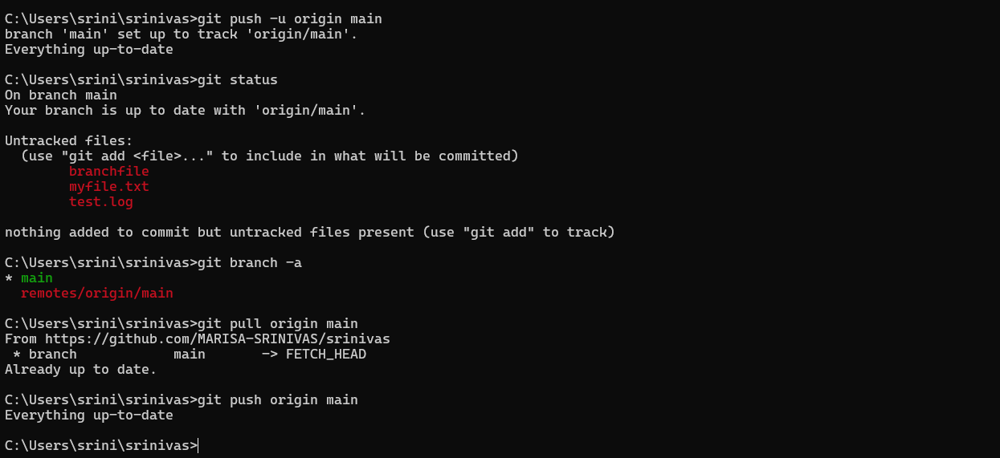 C:\Users\srini\srinivas>git push -u origin main
branch 'main' set up to track 'origin/main'.
Everything up-to-date
C:\Users\srini\srinivas>git status
On branch main
Your branch is up to date with 'origin/main'.
Untracked files:
  (use "git add <file>..." to include in what will be committed)
        branchfile
        myfile.txt
        test.log
nothing added to commit but untracked files present (use "git add" to track)
C:\Users\srini\srinivas>git branch -a
* main
  remotes/origin/main
C:\Users\srini\srinivas>git pull origin main
From https://github.com/MARISA-SRINIVAS/srinivas
 * branch            main       -> FETCH_HEAD
Already up to date.
C:\Users\srini\srinivas>git push origin main
Everything up-to-date
C:\Users\srini\srinivas>